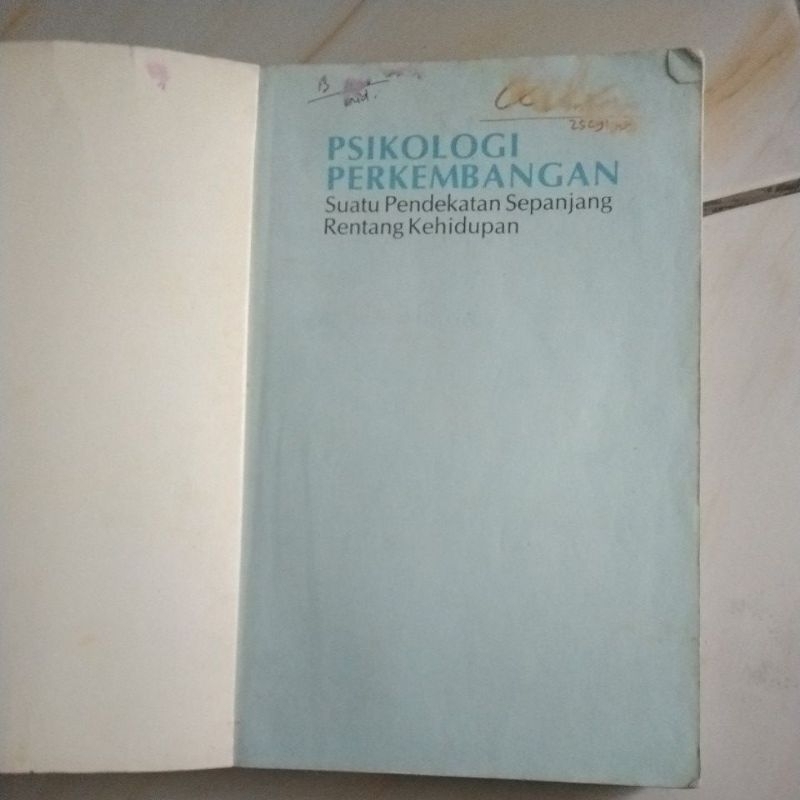 PSIKOLOGI
PERKEMBANGAN
Suatu Pendekatan Sepanjang
Rentang Kehidupan